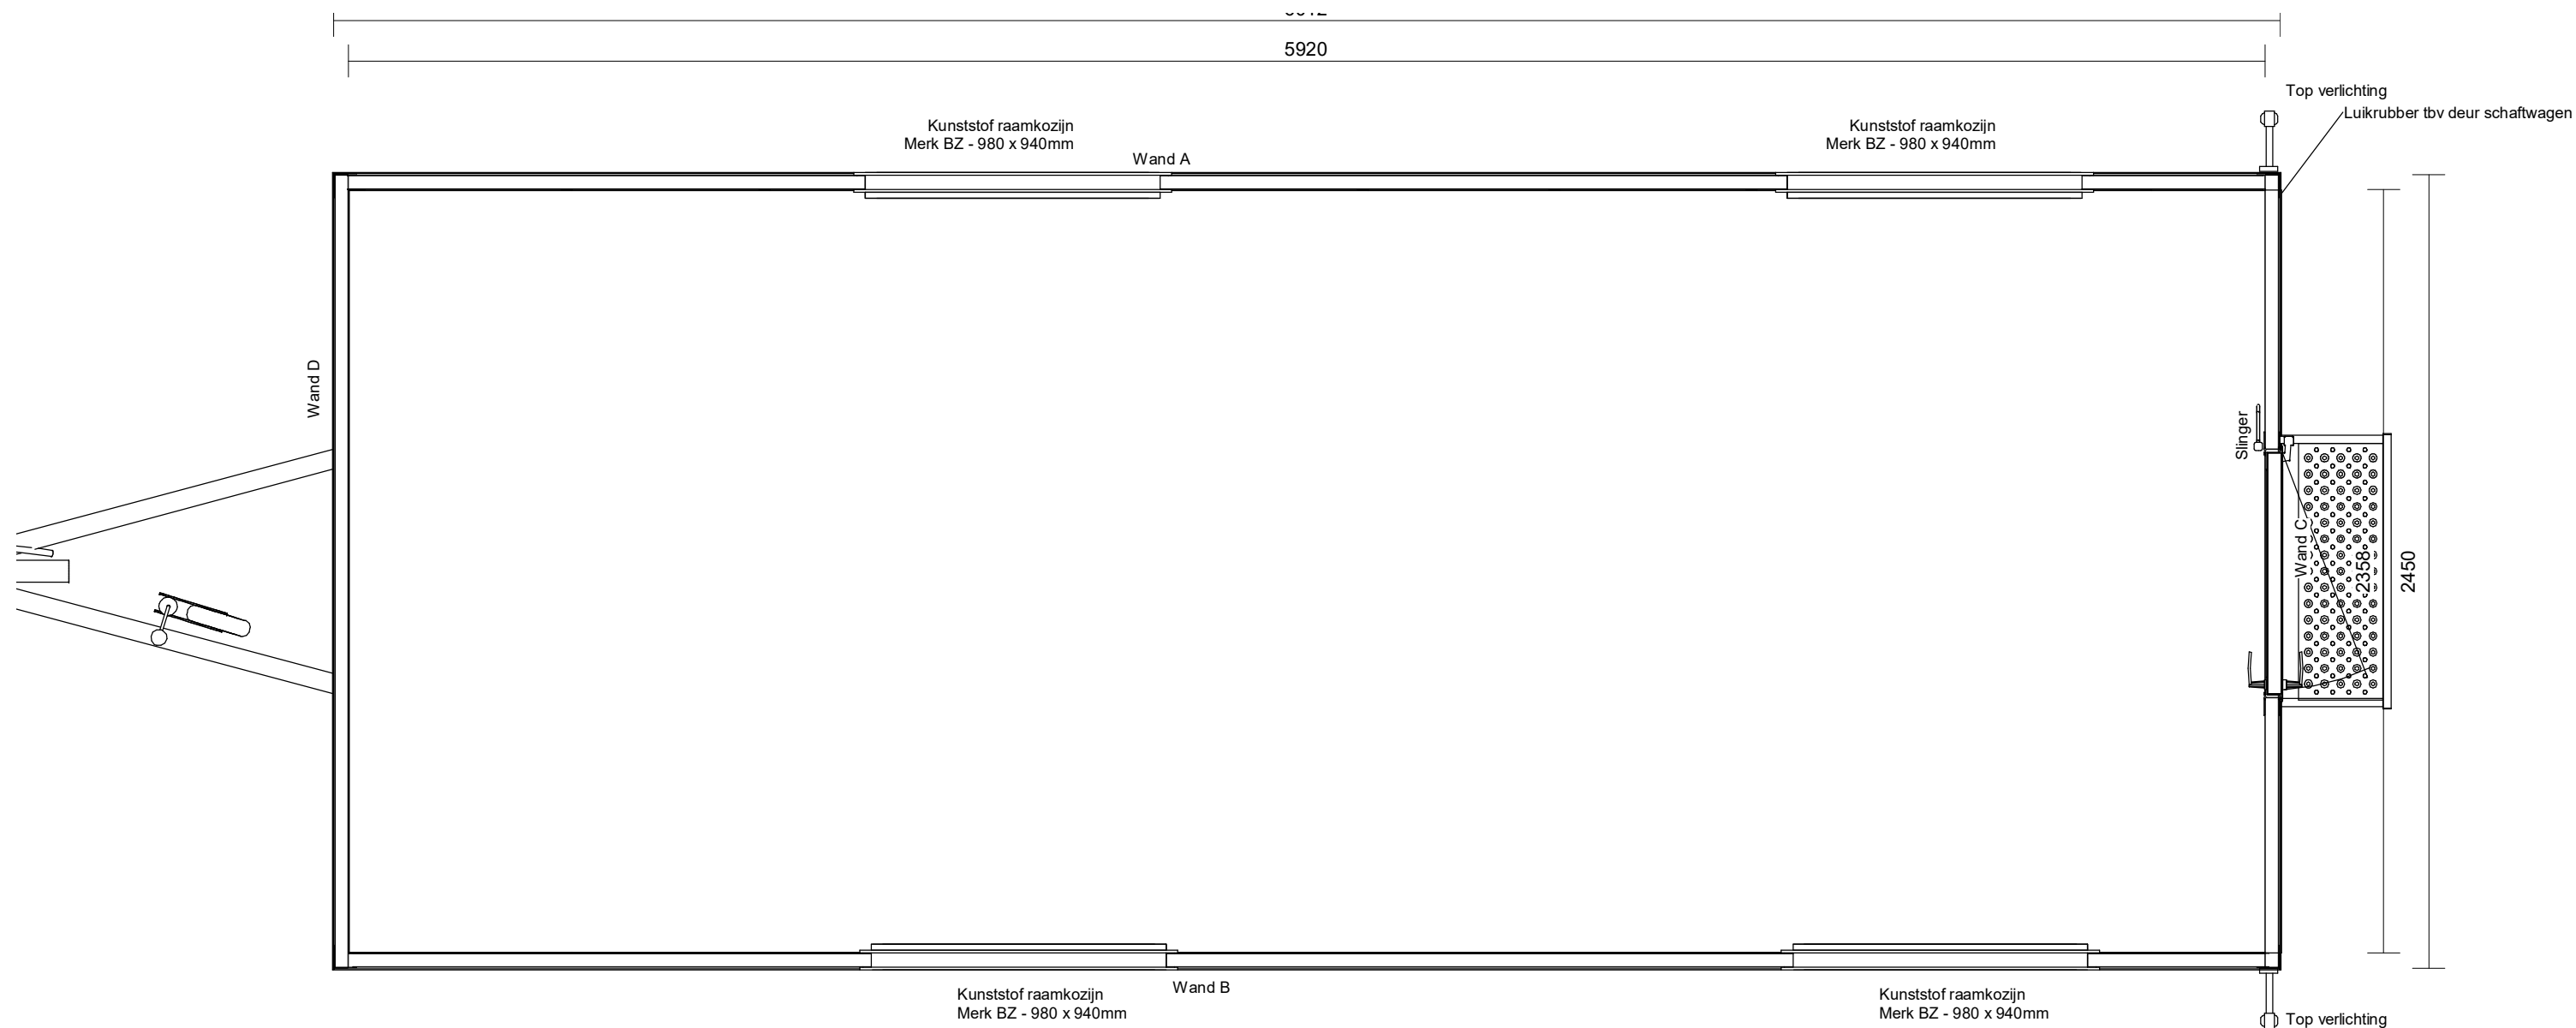 5920
Top verlichting
Luikrubber tbv deur schaftwagen
Kunststof raamkozijn
Merk BZ - 980 x 940mm
Wand A
Kunststof raamkozijn
Merk BZ - 980 x 940mm
Wand D
Slinger
Wand C
2358
2450
Kunststof raamkozijn
Merk BZ - 980 x 940mm
Wand B
Kunststof raamkozijn
Merk BZ - 980 x 940mm
Top verlichting